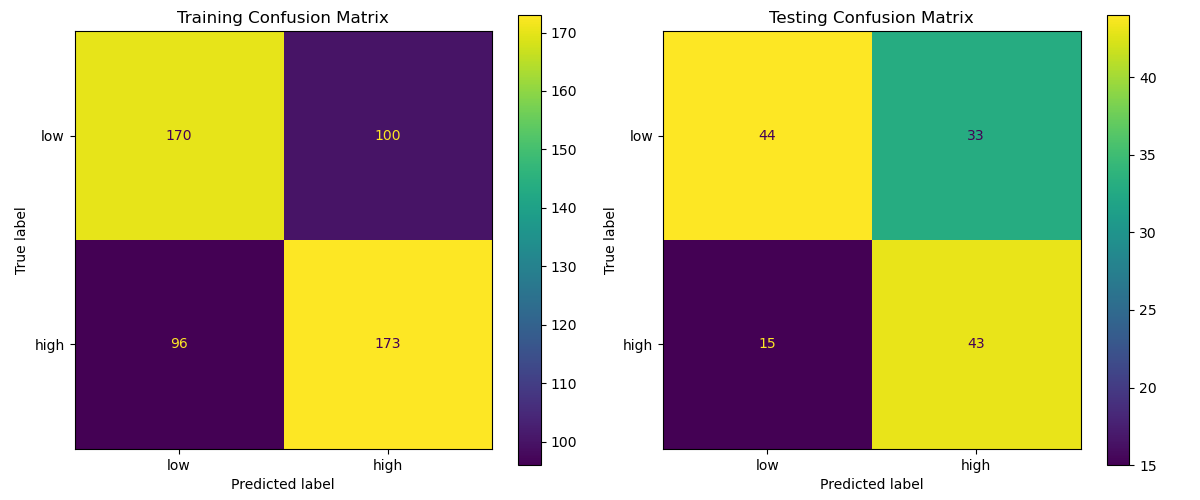 Training Confusion Matrix
True label
low
high
170
100
96
173
low
high
Predicted label
170
160
150
140
130
120
110
100
Testing Confusion Matrix
True label
low
high
44
33
15
43
low
high
Predicted label
40
35
30
25
20
15